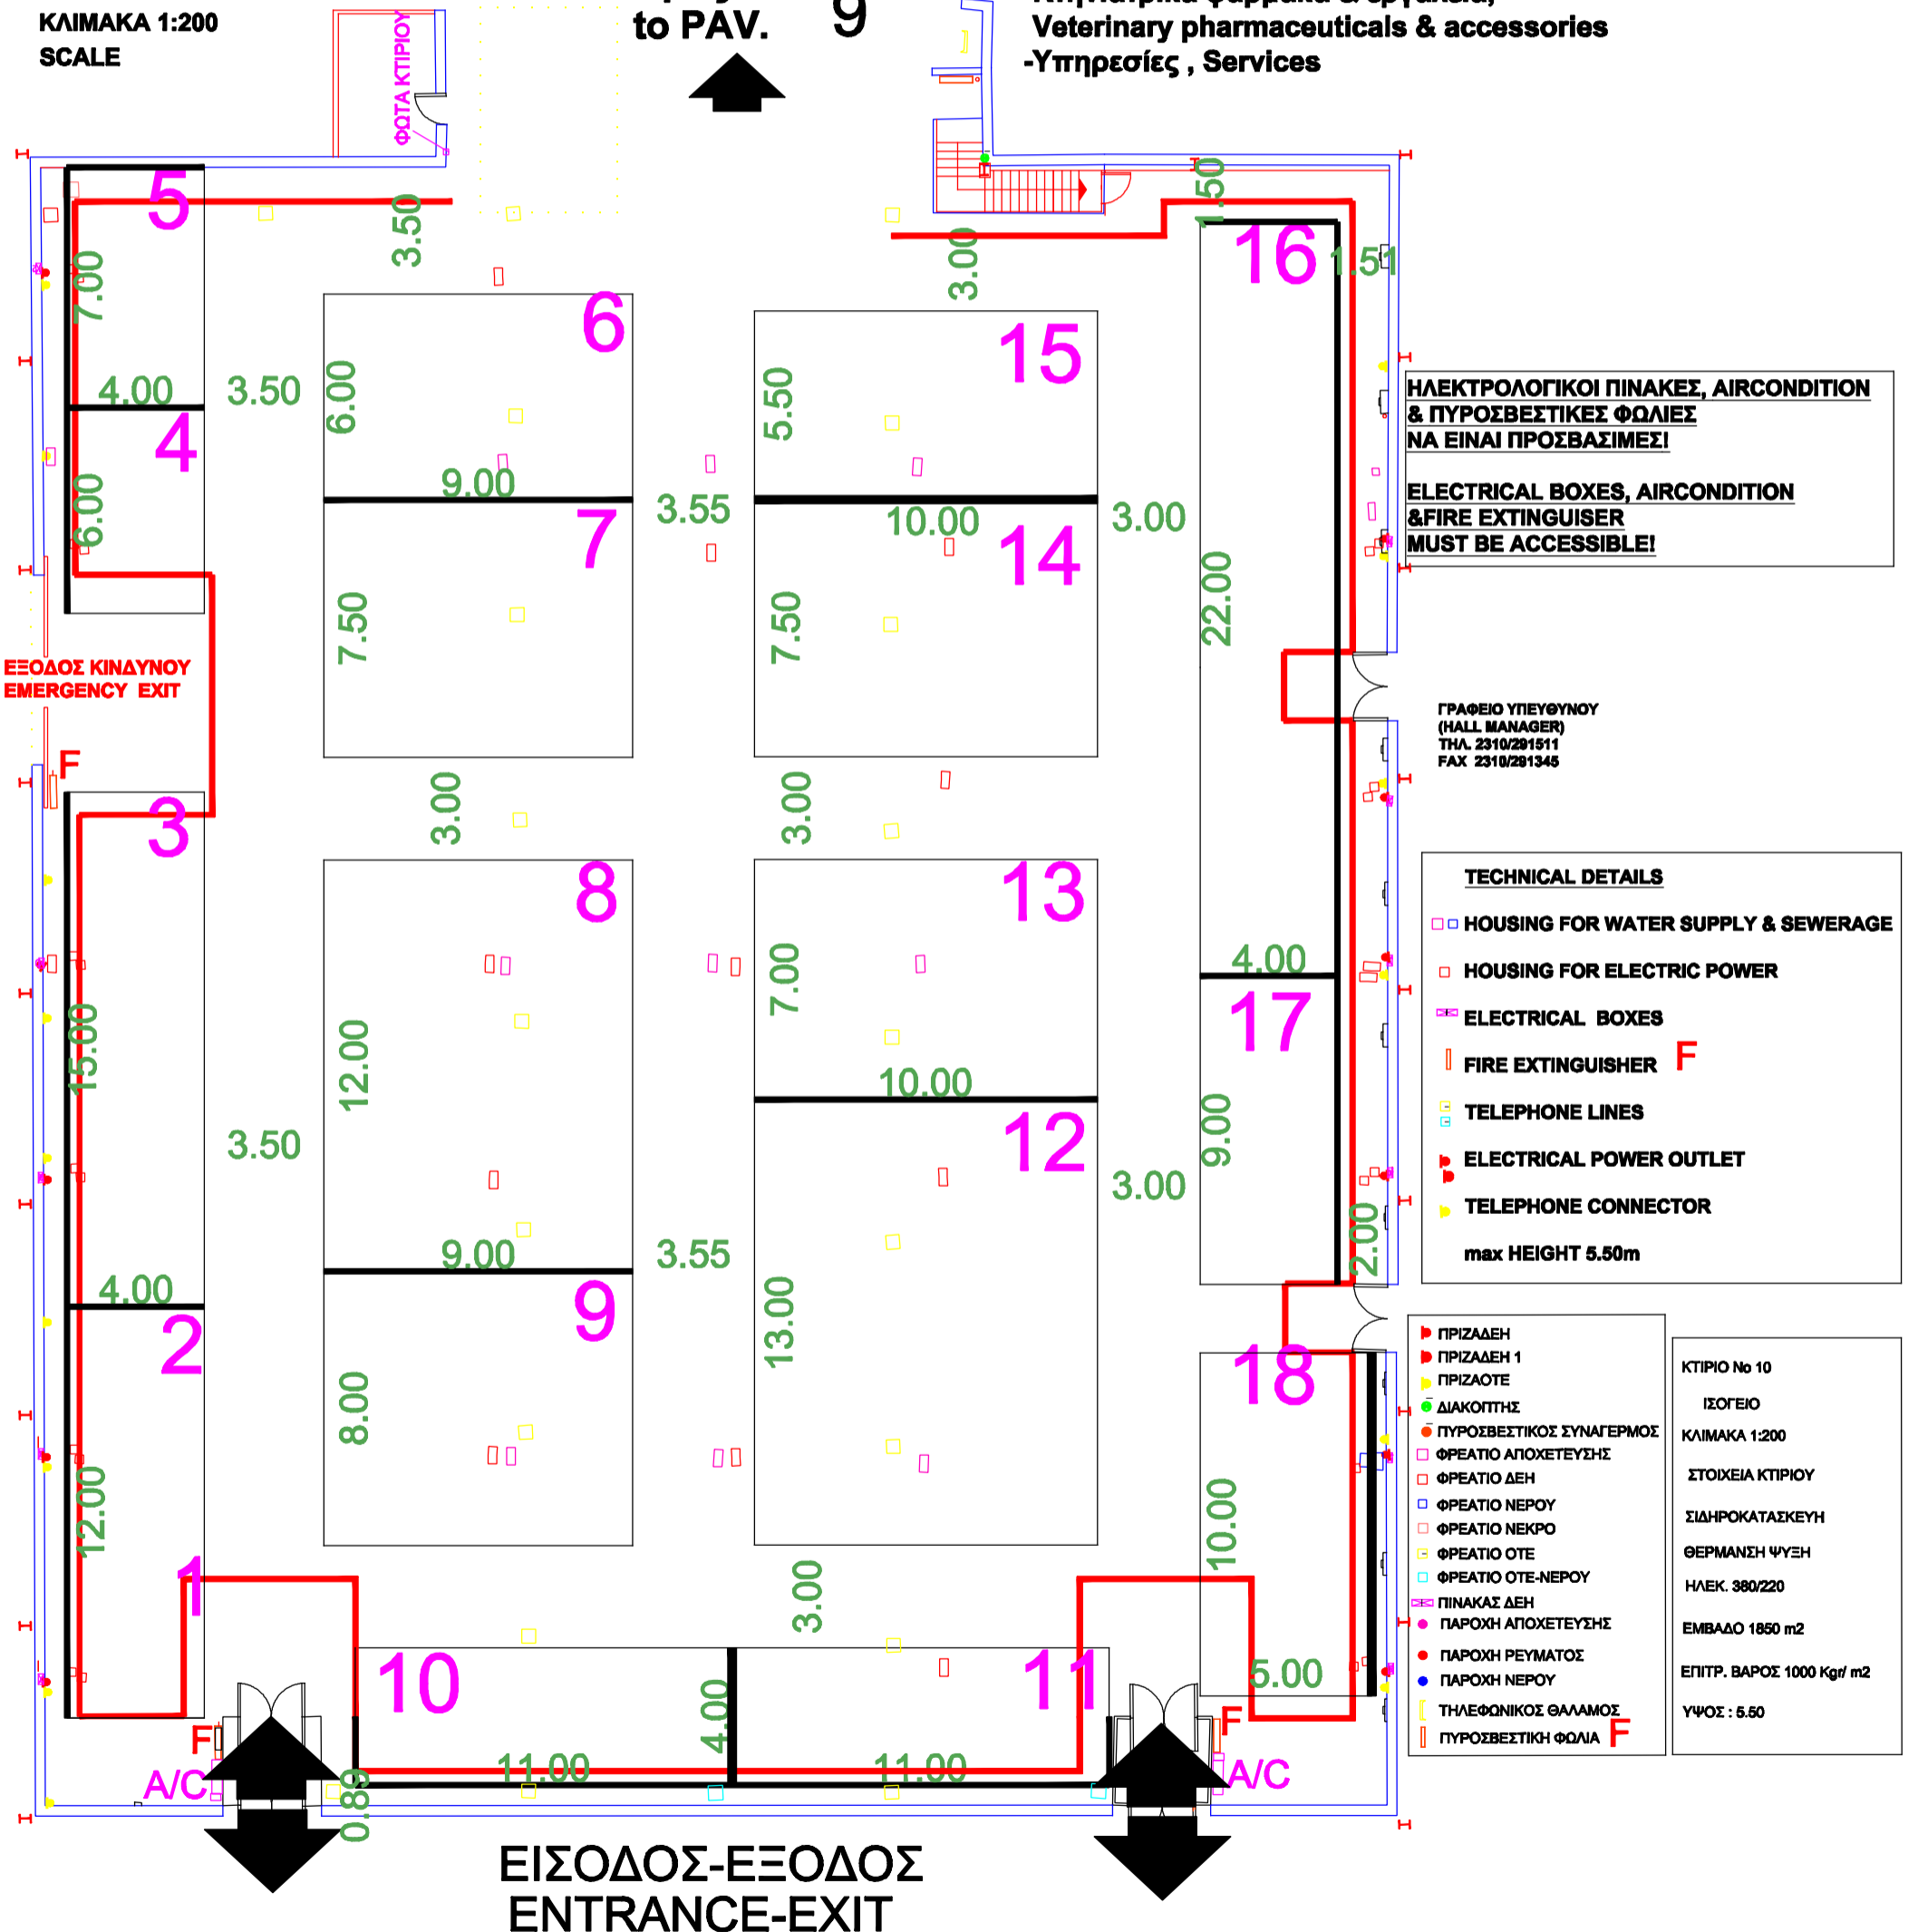 ΚΛΙΜΑΚΑ 1:200
SCALE
to PAV. 9
Veterinary pharmaceuticals & accessories
-Υπηρεσίες , Services
ΦΩΤΑ ΚΤΙΡΙΟΥ
5
7.00
4.00
3.50
3.50
4
6.00
6
6.00
9.00
7
7.50
3.55
3.00
15
5.50
10.00
14
7.50
3.00
1.50
16
1.51
22.00
4.00
ΗΛΕΚΤΡΟΛΟΓΙΚΟΙ ΠΙΝΑΚΕΣ, AIRCONDITION
& ΠΥΡΟΣΒΕΣΤΙΚΕΣ ΦΩΛΙΕΣ
ΝΑ ΕΙΝΑΙ ΠΡΟΣΒΑΣΙΜΕΣ!
ELECTRICAL BOXES, AIRCONDITION
&FIRE EXTINGUISER
MUST BE ACCESSIBLE!
ΕΞΟΔΟΣ ΚΙΝΔΥΝΟΥ
EMERGENCY EXIT
F
ΓΡΑΦΕΙΟ ΥΠΕΥΘΥΝΟΥ
(HALL MANAGER)
ΤΗΛ. 2310/291511
FAX 2310/291345
3
15.00
4.00
3.00
3.00
8
12.00
9.00
3.50
13
7.00
10.00
12
13.00
3.55
3.00
17
9.00
2.00
TECHNICAL DETAILS
HOUSING FOR WATER SUPPLY & SEWERAGE
HOUSING FOR ELECTRIC POWER
ELECTRICAL BOXES
FIRE EXTINGUISHER F
TELEPHONE LINES
ELECTRICAL POWER OUTLET
TELEPHONE CONNECTOR
max HEIGHT 5.50m
2
12.00
1
9
8.00
3.00
18
10.00
5.00
10
11.00
4.00
11
11.00
0.89
F
A/C
F
A/C
ΠΡΙΖΑΔΕΗ
ΠΡΙΖΑΔΕΗ 1
ΠΡΙΖΑΟΤΕ
ΔΙΑΚΟΠΤΗΣ
ΠΥΡΟΣΒΕΣΤΙΚΟΣ ΣΥΝΑΓΕΡΜΟΣ
ΦΡΕΑΤΙΟ ΑΠΟΧΕΤΕΥΣΗΣ
ΦΡΕΑΤΙΟ ΔΕΗ
ΦΡΕΑΤΙΟ ΝΕΡΟΥ
ΦΡΕΑΤΙΟ ΝΕΚΡΟ
ΦΡΕΑΤΙΟ ΟΤΕ
ΦΡΕΑΤΙΟ ΟΤΕ-ΝΕΡΟΥ
ΠΙΝΑΚΑΣ ΔΕΗ
ΠΑΡΟΧΗ ΑΠΟΧΕΤΕΥΣΗΣ
ΠΑΡΟΧΗ ΡΕΥΜΑΤΟΣ
ΠΑΡΟΧΗ ΝΕΡΟΥ
ΤΗΛΕΦΩΝΙΚΟΣ ΘΑΛΑΜΟΣ
ΠΥΡΟΣΒΕΣΤΙΚΗ ΦΩΛΙΑ F
ΚΤΙΡΙΟ Νο 10
ΙΣΟΓΕΙΟ
ΚΛΙΜΑΚΑ 1:200
ΣΤΟΙΧΕΙΑ ΚΤΙΡΙΟΥ
ΣΙΔΗΡΟΚΑΤΑΣΚΕΥΗ
ΘΕΡΜΑΝΣΗ ΨΥΞΗ
ΗΛΕΚ. 380/220
ΕΜΒΑΔΟ 1850 m2
ΕΠΙΤΡ. ΒΑΡΟΣ 1000 Kgr/ m2
ΥΨΟΣ : 5.50
ΕΙΣΟΔΟΣ-ΕΞΟΔΟΣ
ENTRANCE-EXIT